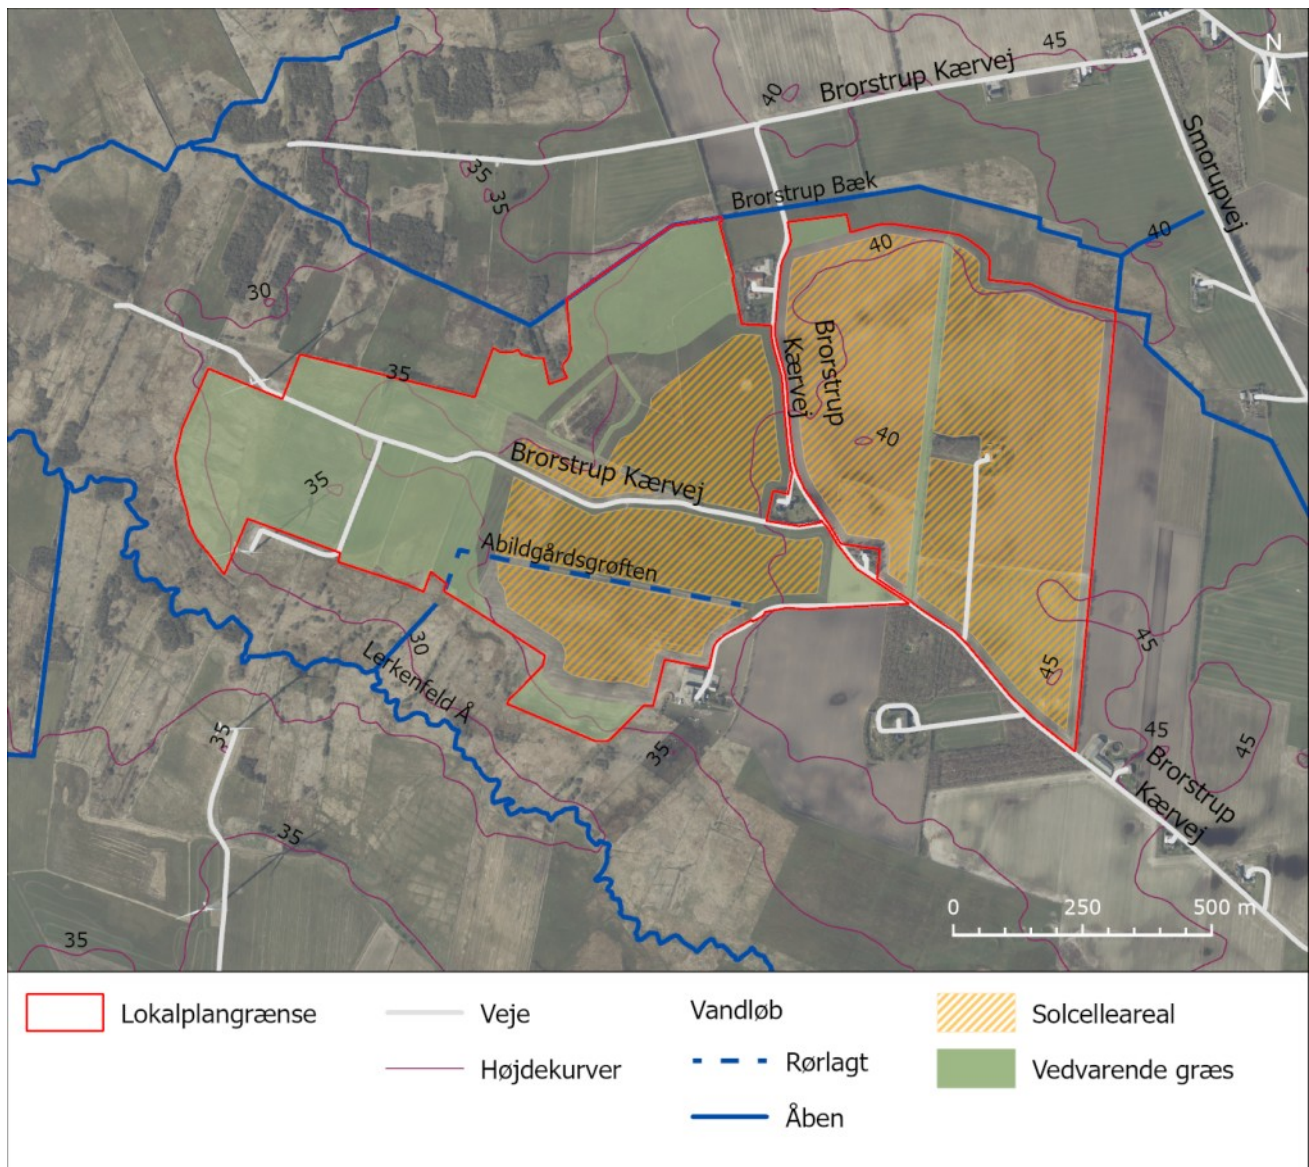 45
N
Brorstrup Kærvej
40
Smorupvej
35
35
Brorstrup Bæk
40
40
30
Brorstrup
Kærvej
35
40
Brorstrup Kærvej
35
Abildgårdsgrøften
30
45
Lerkenfeld Å
45
35
45
45
35
Brorstrup
Kærvej
35
0 250 500 m
35
Lokalplangrænse
Veje
Højdekurver
Vandløb
Rørlagt
Åben
Solcelleareal
Vedvarende græs